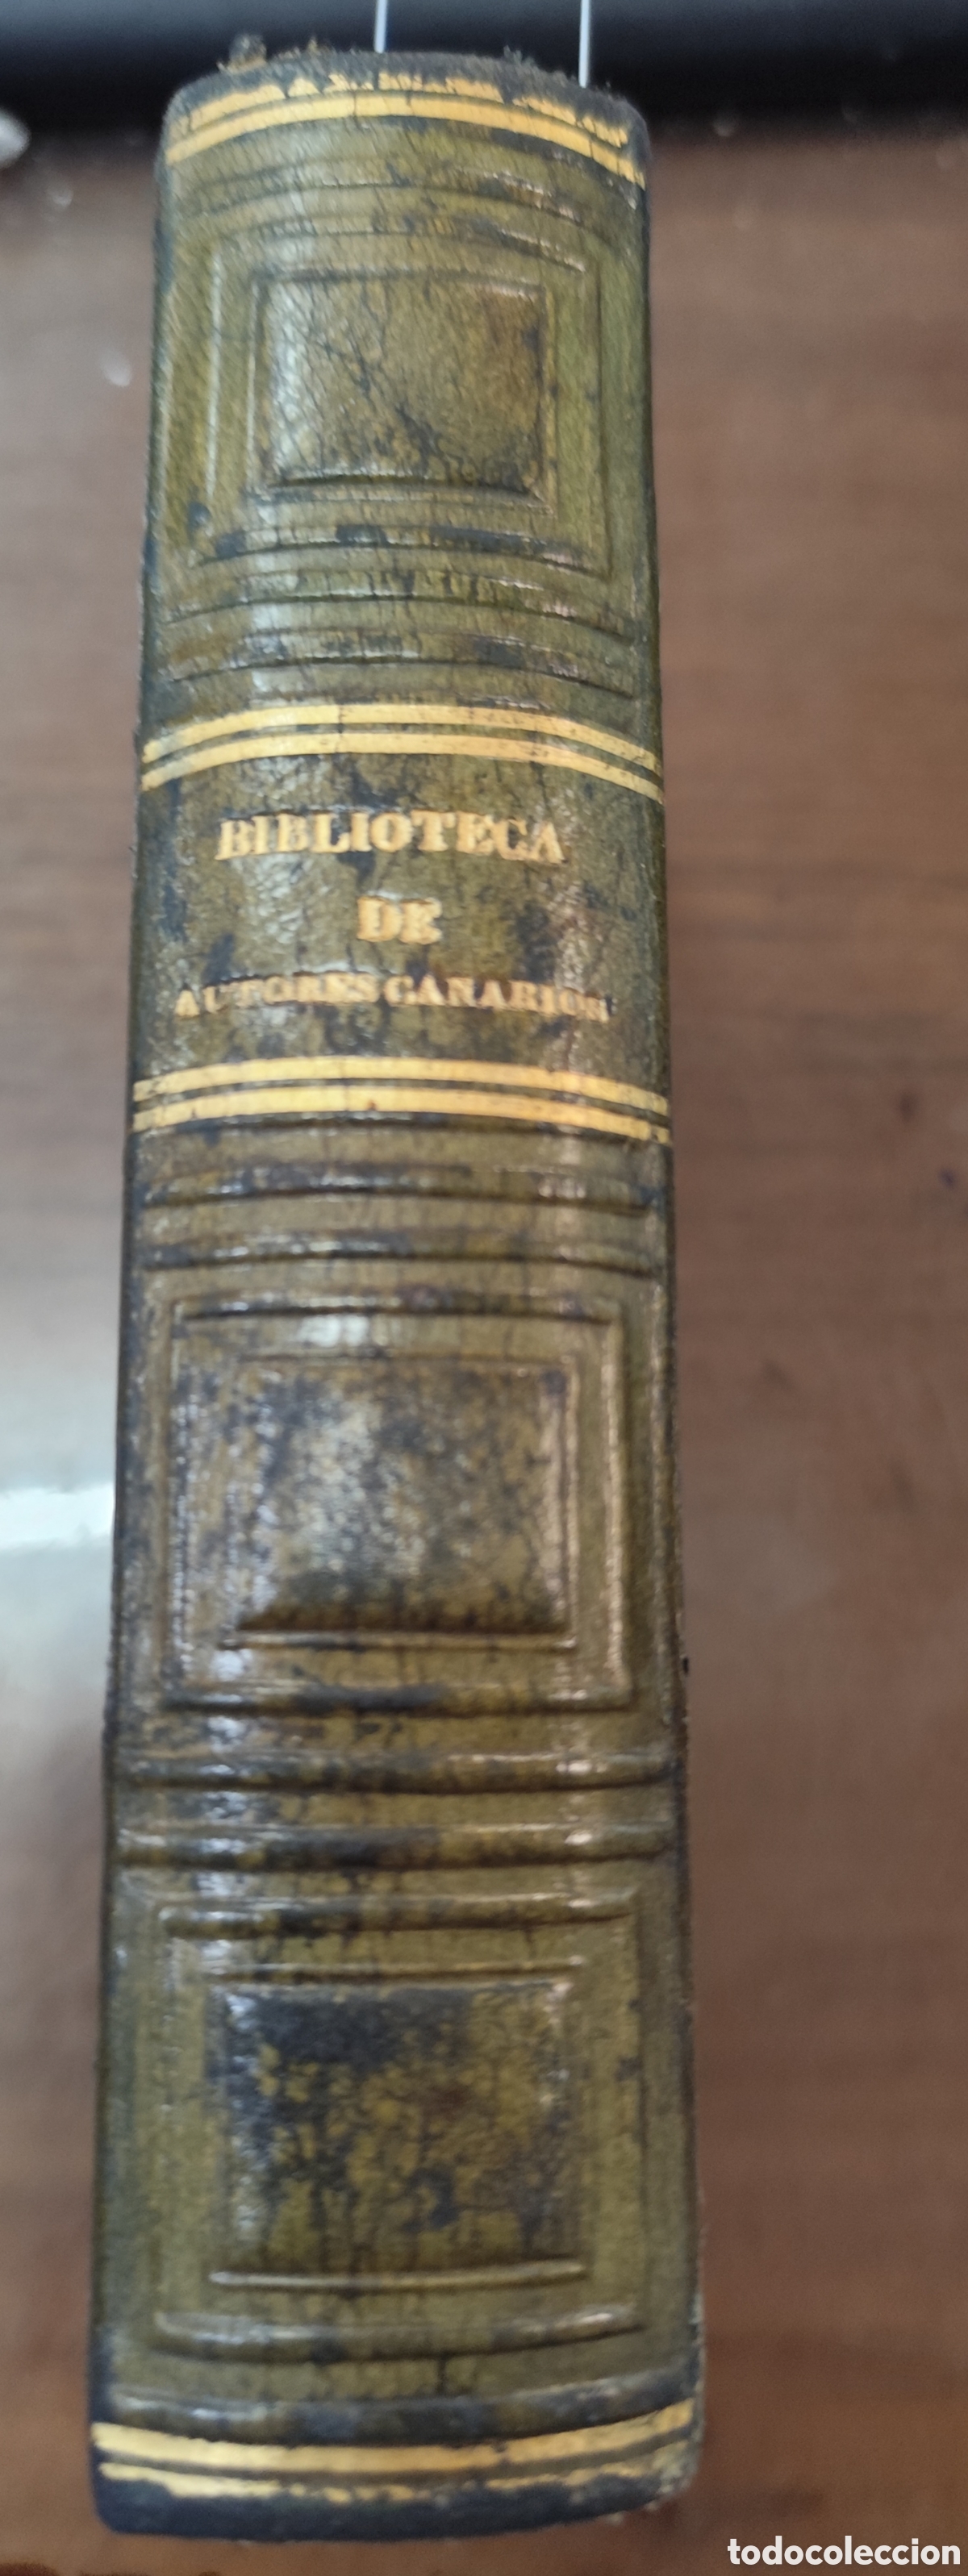 BIBLIOTECA
DE
AUTORES CANARIOS
todocoleccion